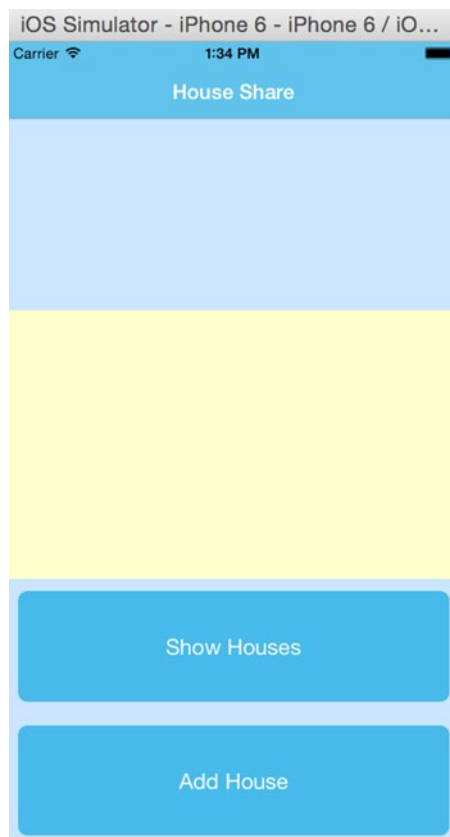 iOS Simulator - iPhone 6 - iPhone 6 / iO...
Carrier 1:34 PM
House Share
Show Houses
Add House